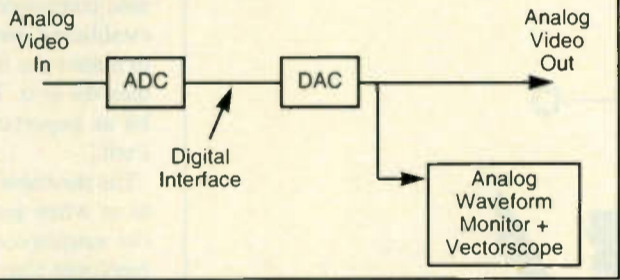 Analog
Video
In
ADC
DAC
Analog
Video
Out
Digital
Interface
Analog
Waveform
Monitor +
Vectorscope